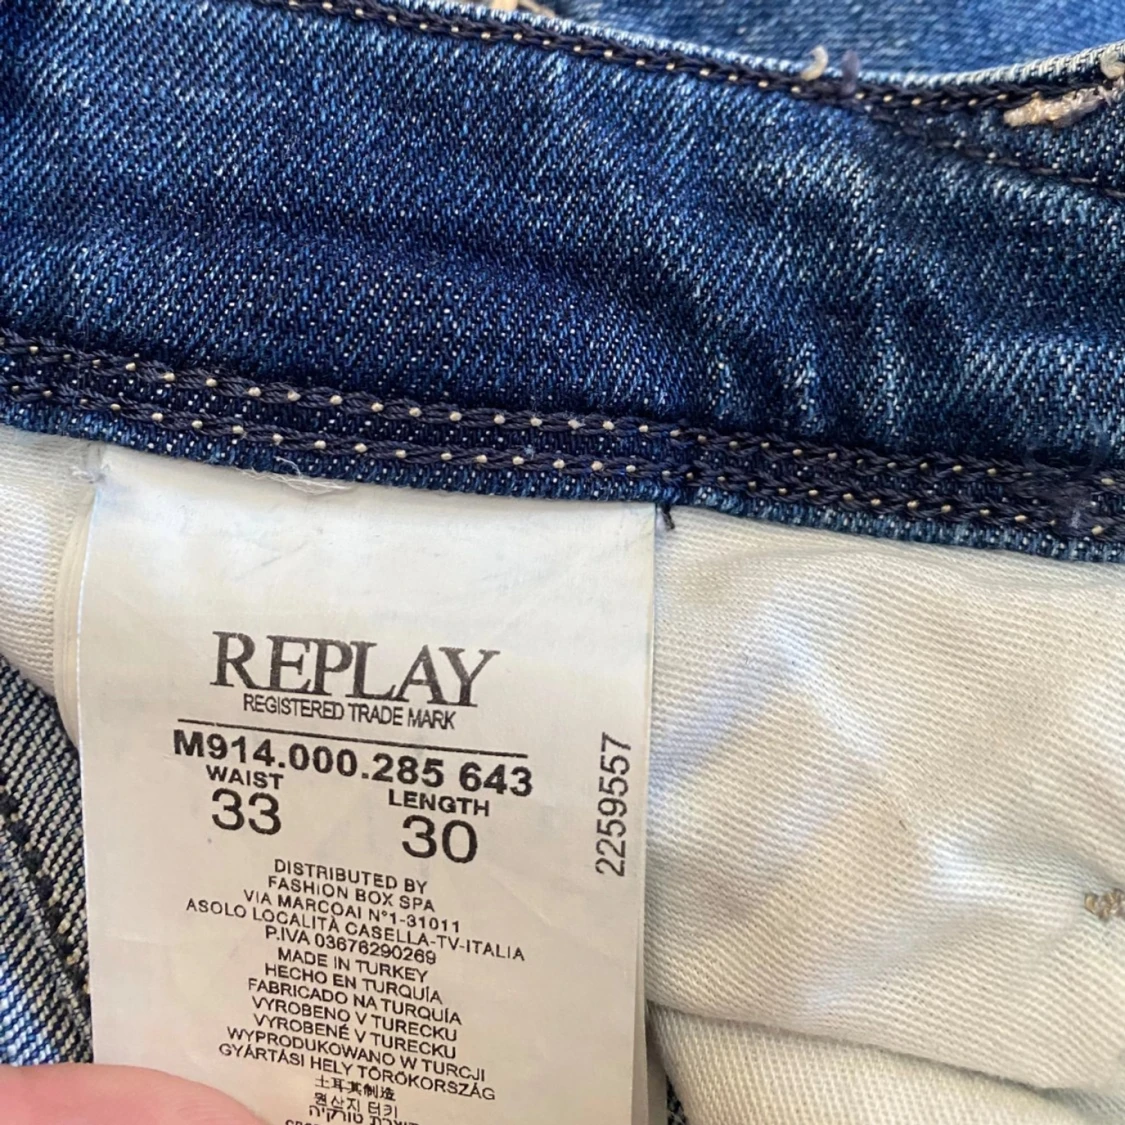 REPLAY
REGISTERED TRADE MARK
M914.000.285 643
WAIST LENGTH
33 30
2259557
DISTRIBUTED BY
FASHION BOX SPA
VIA MARCOAI N°1-31011
ASOLO LOCALITÀ CASELLA-TV-ITALIA
P.IVA 03676290269
MADE IN TURKEY
HECHO EN TURQUÍA
FABRICADO NA TURQUÍA
VYROBENO V TURECKU
VYROBENÉ V TURECKU
WYPRODUKOWANO W TURCJI
GYÁRTÁSI HELY TÖRÖKORSZÁG
土耳其制造
원산지 터키